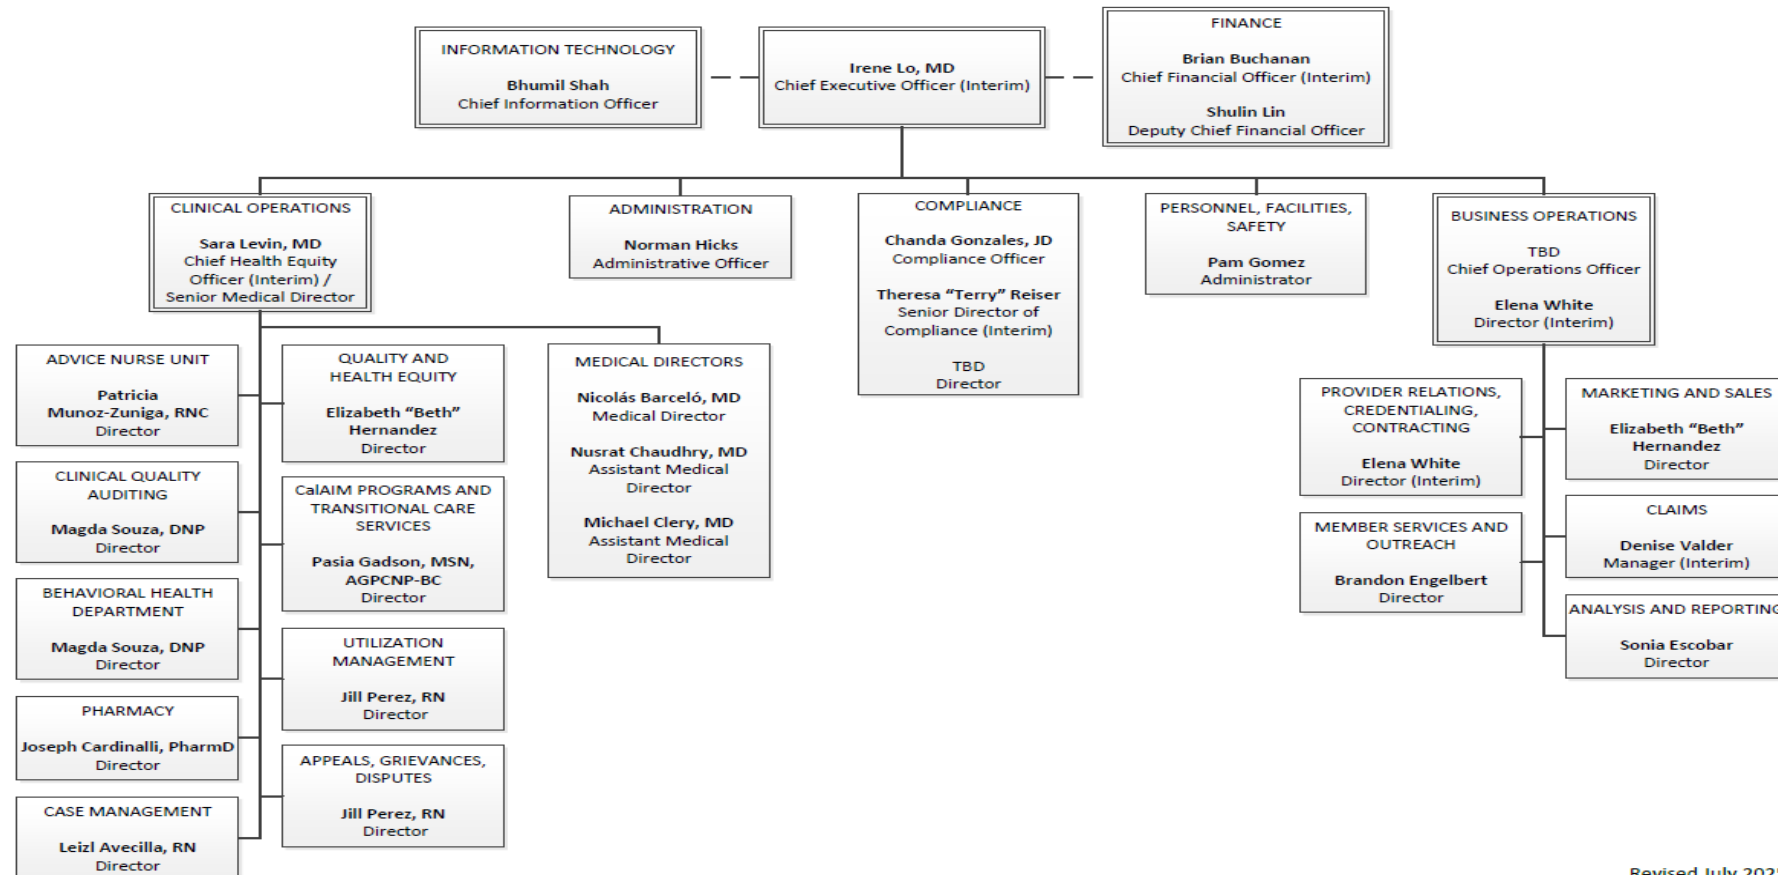 INFORMATION TECHNOLOGY
Bhumil Shah
Chief Information Officer
Irene Lo, MD
Chief Executive Officer (Interim)
FINANCE
Brian Buchanan
Chief Financial Officer (Interim)
Shulin Lin
Deputy Chief Financial Officer
CLINICAL OPERATIONS
Sara Levin, MD
Chief Health Equity
Officer (Interim) /
Senior Medical Director
ADMINISTRATION
Norman Hicks
Administrative Officer
COMPLIANCE
Chanda Gonzales, JD
Compliance Officer
Theresa “Terry” Reiser
Senior Director of
Compliance (Interim)
TBD
Director
PERSONNEL, FACILITIES,
SAFETY
Pam Gomez
Administrator
BUSINESS OPERATIONS
TBD
Chief Operations Officer
Elena White
Director (Interim)
ADVICE NURSE UNIT
Patricia
Munoz-Zuniga, RNC
Director
QUALITY AND
HEALTH EQUITY
Elizabeth “Beth”
Hernandez
Director
MEDICAL DIRECTORS
Nicolás Barceló, MD
Medical Director
Nusrat Chaudhry, MD
Assistant Medical
Director
Michael Clery, MD
Assistant Medical
Director
CLINICAL QUALITY
AUDITING
Magda Souza, DNP
Director
CalAIM PROGRAMS AND
TRANSITIONAL CARE
SERVICES
Pasia Gadson, MSN,
AGPCNP-BC
Director
BEHAVIORAL HEALTH
DEPARTMENT
Magda Souza, DNP
Director
UTILIZATION
MANAGEMENT
Jill Perez, RN
Director
PHARMACY
Joseph Cardinalli, PharmD
Director
APPEALS, GRIEVANCES,
DISPUTES
Jill Perez, RN
Director
CASE MANAGEMENT
Leizl Avecilla, RN
Director
PROVIDER RELATIONS,
CREDENTIALING,
CONTRACTING
Elena White
Director (Interim)
MARKETING AND SALES
Elizabeth “Beth”
Hernandez
Director
MEMBER SERVICES AND
OUTREACH
Brandon Engelbert
Director
CLAIMS
Denise Valder
Manager (Interim)
ANALYSIS AND REPORTING
Sonia Escobar
Director
Revised July